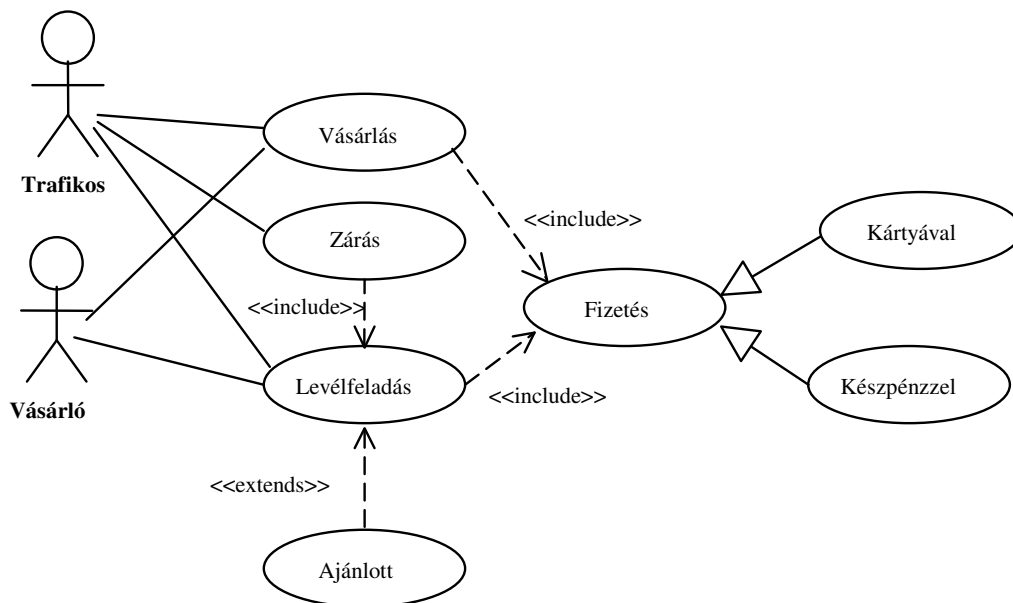 Trafikos
Vásárló
Vásárlás
Zárás
<<include>>
Levélfeladás
<<extends>>
Ajánlott
<<include>>
<<include>>
Fizetés
Kártyával
Készpénzzel